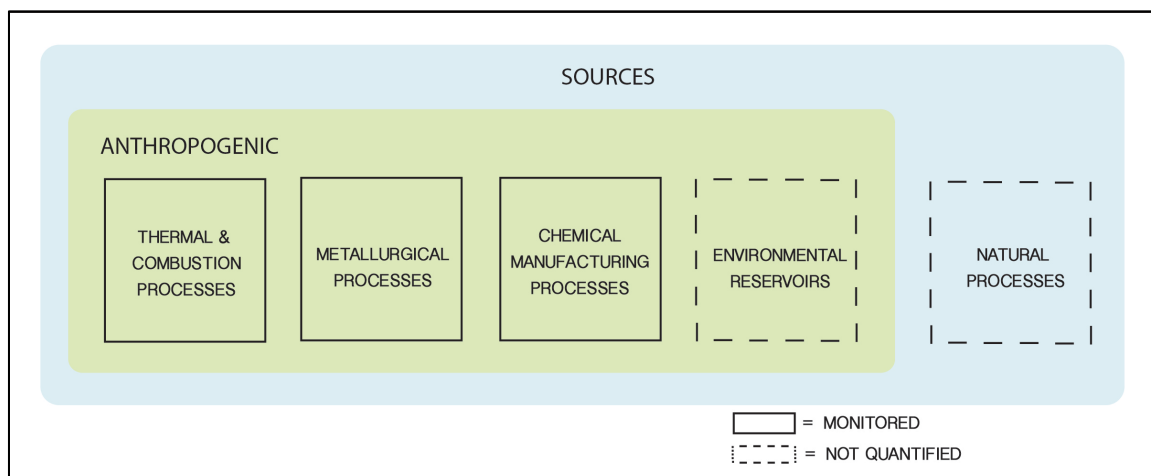 SOURCES
ANTHROPOGENIC
THERMAL &
COMBUSTION
PROCESSES
METALLURGICAL
PROCESSES
CHEMICAL
MANUFACTURING
PROCESSES
ENVIRONMENTAL
RESERVOIRS
NATURAL
PROCESSES
= MONITORED
= NOT QUANTIFIED